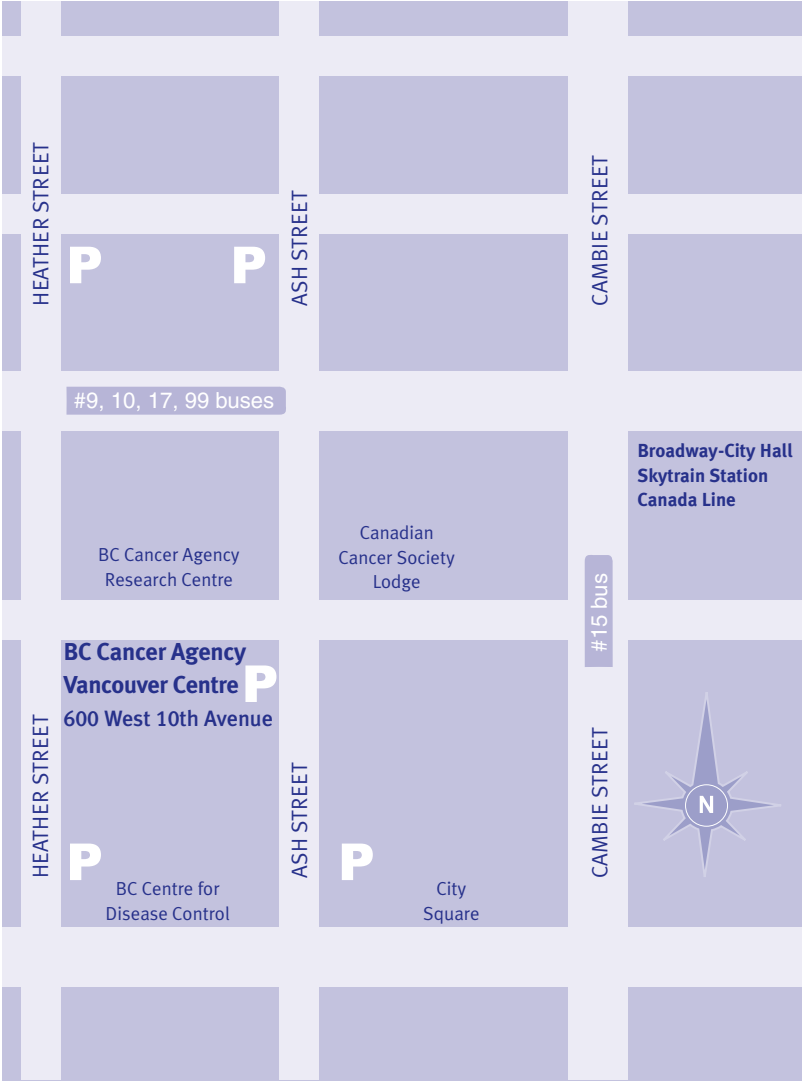 HEATHER STREET
ASH STREET
CAMBIE STREET
P
P
#9, 10, 17, 99 buses
Broadway-City Hall
Skytrain Station
Canada Line
BC Cancer Agency
Research Centre
Canadian
Cancer Society
Lodge
#15 bus
BC Cancer Agency
Vancouver Centre P
600 West 10th Avenue
HEATHER STREET
ASH STREET
CAMBIE STREET
N
P
BC Centre for
Disease Control
P
City
Square